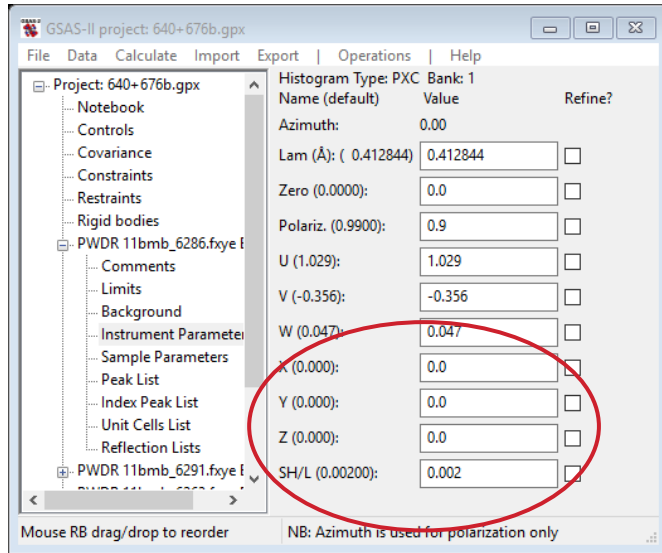 GSAS-II project: 640+676b.gpx
File Data Calculate Import Export | Operations | Help
Project: 640+676b.gpx
Notebook
Controls
Covariance
Constraints
Restraints
Rigid bodies
PWDR 11bmb_6286.fxye
Comments
Limits
Background
Instrument Parameter
Sample Parameters
Peak List
Index Peak List
Unit Cells List
Reflection Lists
PWDR 11bmb_6291.fxye
Histogram Type: PXC Bank: 1
Name (default) Value Refine?
Azimuth: 0.00
Lam (Å): ( 0.412844) 0.412844
Zero (0.0000): 0.0
Polariz. (0.9900): 0.9
U (1.029): 1.029
V (-0.356): -0.356
W (0.047): 0.047
X (0.000): 0.0
Y (0.000): 0.0
Z (0.000): 0.0
SH/L (0.00200): 0.002
Mouse RB drag/drop to reorder NB: Azimuth is used for polarization only